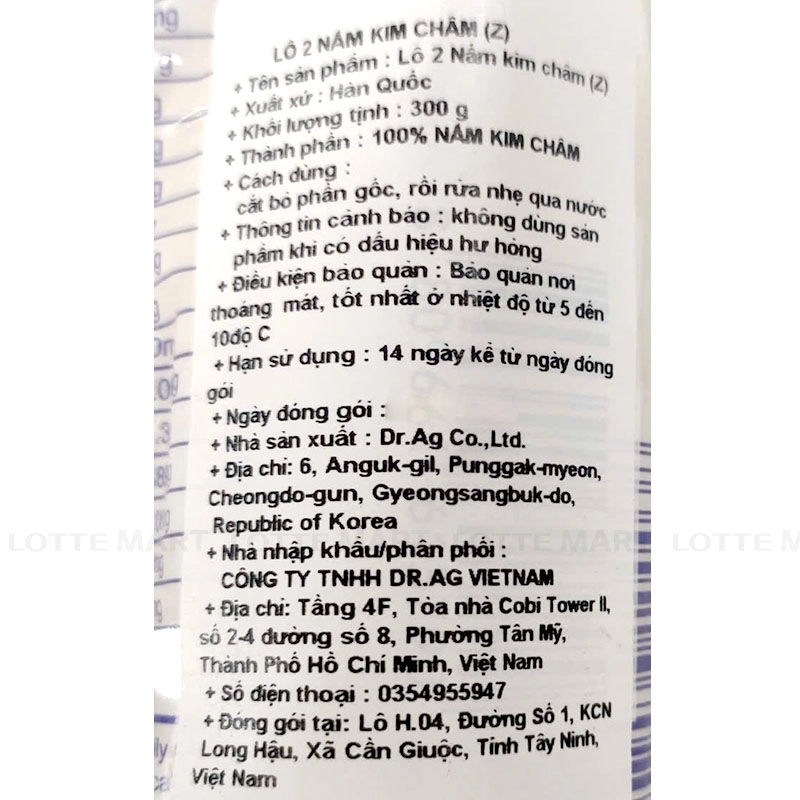 LÔ 2 NẤM KIM CHÂM (Z)
+ Tên sản phẩm : Lô 2 Nấm kim châm (Z)
+ Xuất xứ : Hàn Quốc
+ Khối lượng tịnh : 300 g
+ Thành phần : 100% NẤM KIM CHÂM
+ Cách dùng :
cắt bỏ phần gốc, rồi rửa nhẹ qua nước
+ Thông tin cảnh báo : không dùng sản
phẩm khi có dấu hiệu hư hỏng
+ Điều kiện bảo quản : Bảo quản nơi
thoáng mát, tốt nhất ở nhiệt độ từ 5 đến
10độ C
+ Hạn sử dụng : 14 ngày kể từ ngày đóng
gói
+ Ngày đóng gói :
+ Nhà sản xuất : Dr.Ag Co.,Ltd.
+ Địa chỉ: 6, Anguk-gil, Punggak-myeon,
Cheongdo-gun, Gyeongsangbuk-do,
Republic of Korea
LOTTE MART LOTTE MART LOTTE M
+ Nhà nhập khẩu/phân phối :
CÔNG TY TNHH DR.AG VIETNAM
+ Địa chỉ: Tầng 4F, Tòa nhà Cobi Tower II,
số 2-4 đường số 8, Phường Tân Mỹ,
Thành Phố Hồ Chí Minh, Việt Nam
+ Số điện thoại : 0354955947
+ Đóng gói tại: Lô H.04, Đường Số 1, KCN
Long Hậu, Xã Cần Giuộc, Tỉnh Tây Ninh,
Việt Nam